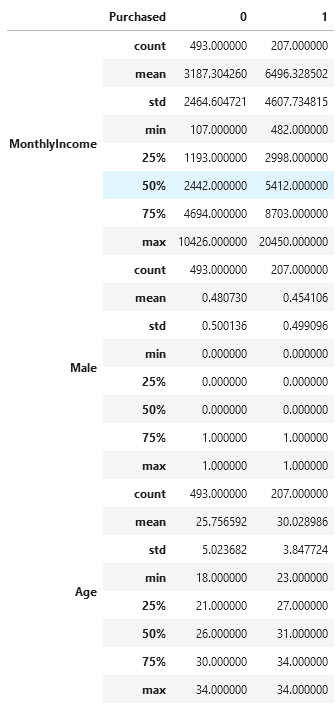 Purchased 0 1
count 493.000000 207.000000
mean 3187.304260 6496.328502
std 2464.604721 4607.734815
min 107.000000 482.000000
MonthlyIncome
25% 1193.000000 2998.000000
50% 2442.000000 5412.000000
75% 4694.000000 8703.000000
max 10426.000000 20450.000000
count 493.000000 207.000000
mean 0.480730 0.454106
std 0.500136 0.499096
min 0.000000 0.000000
Male
25% 0.000000 0.000000
50% 0.000000 0.000000
75% 1.000000 1.000000
max 1.000000 1.000000
count 493.000000 207.000000
mean 25.756592 30.028986
std 5.023682 3.847724
min 18.000000 23.000000
Age
25% 21.000000 27.000000
50% 26.000000 31.000000
75% 30.000000 34.000000
max 34.000000 34.000000